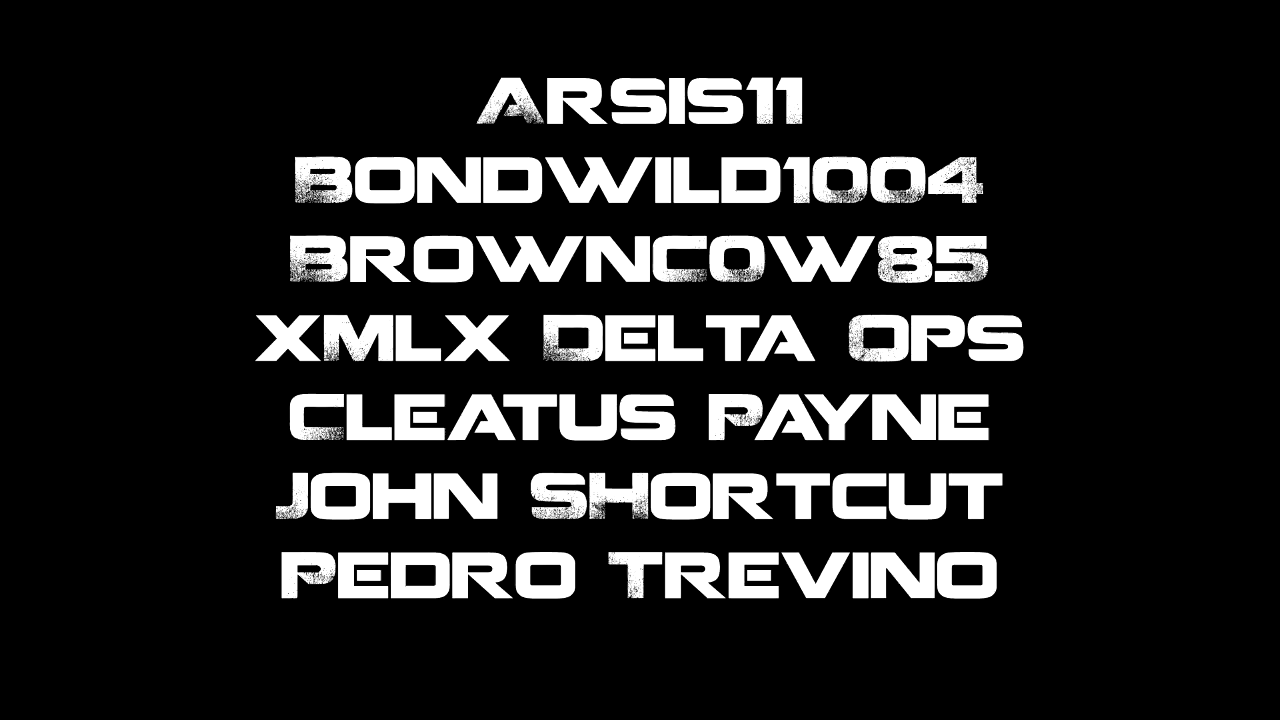 ARSIS11
BONDWILD1004
BROWNCOW85
XMLX DELTA OPS
CLEATUS PAYNE
JOHN SHORTCUT
PEDRO TREVINO